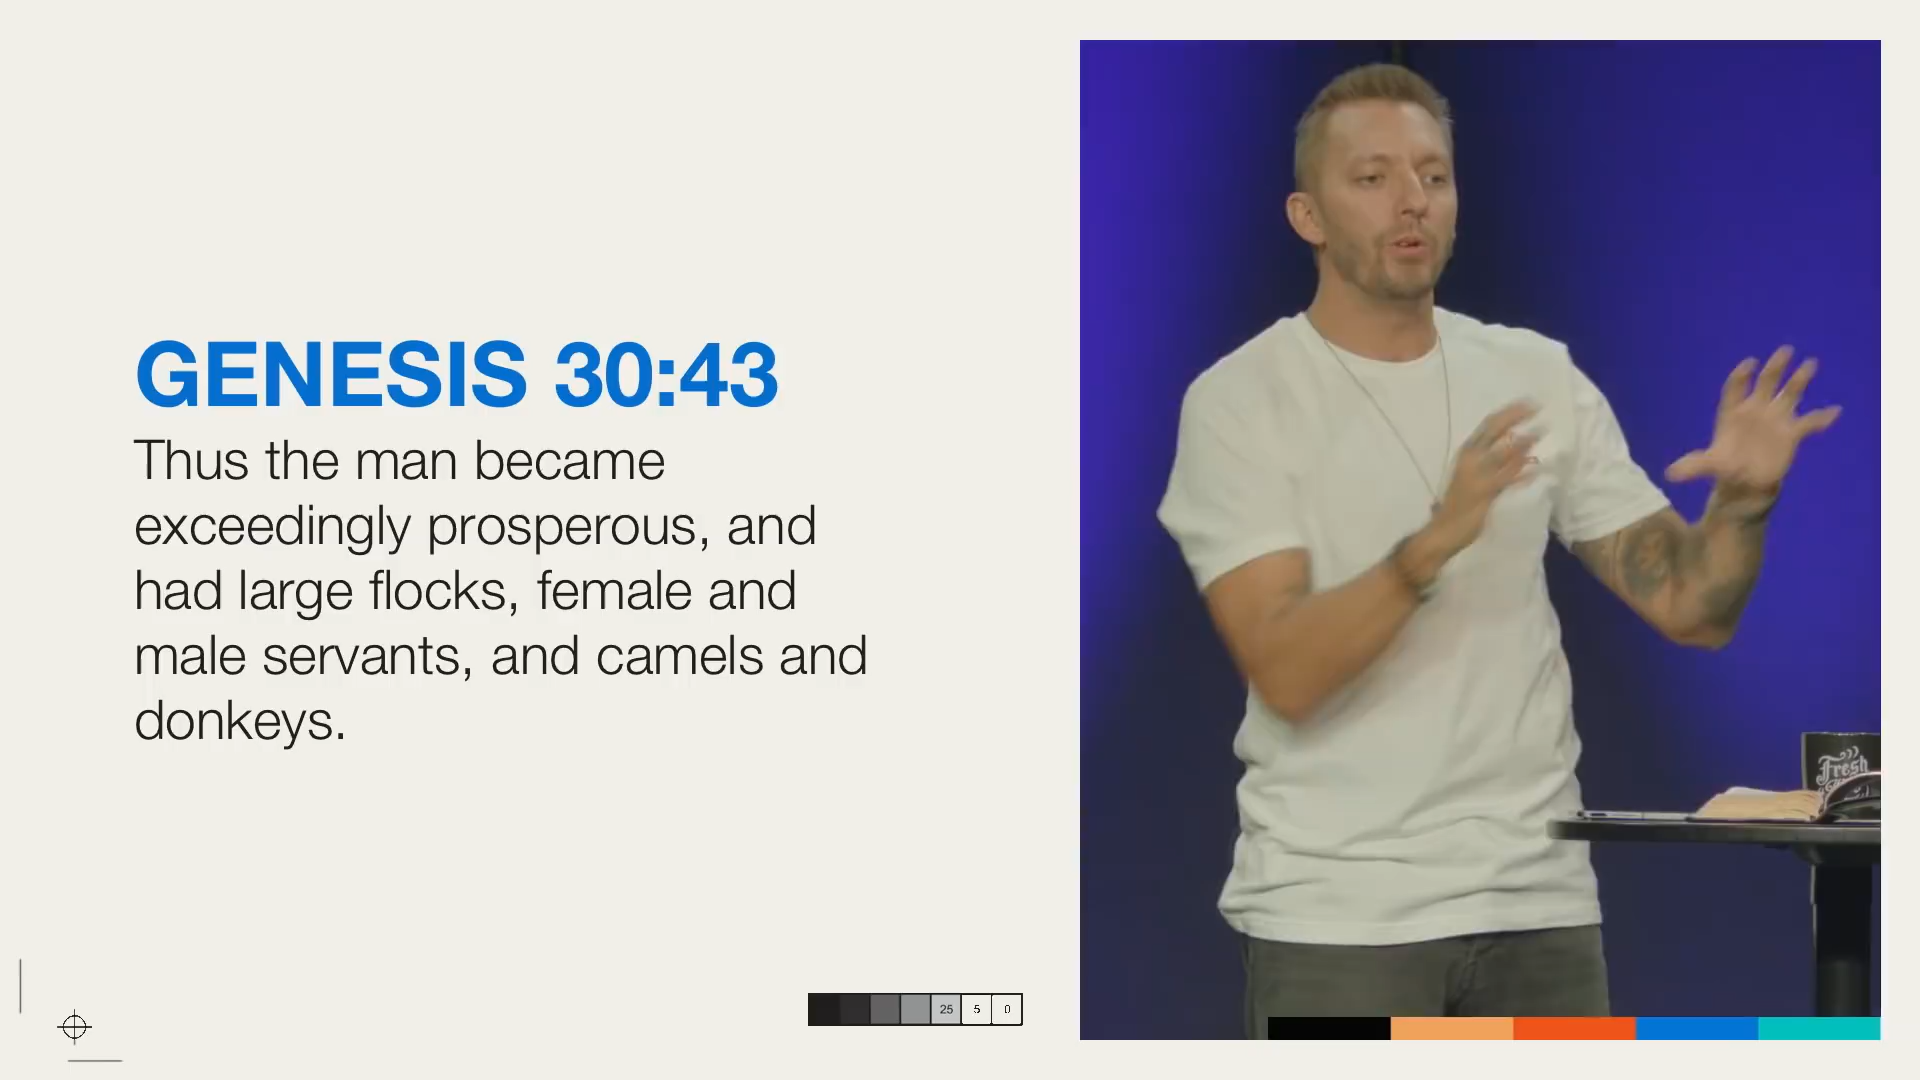 GENESIS 30:43
Thus the man became
exceedingly prosperous, and
had large flocks, female and
male servants, and camels and
donkeys.
25 5 0
Fresh